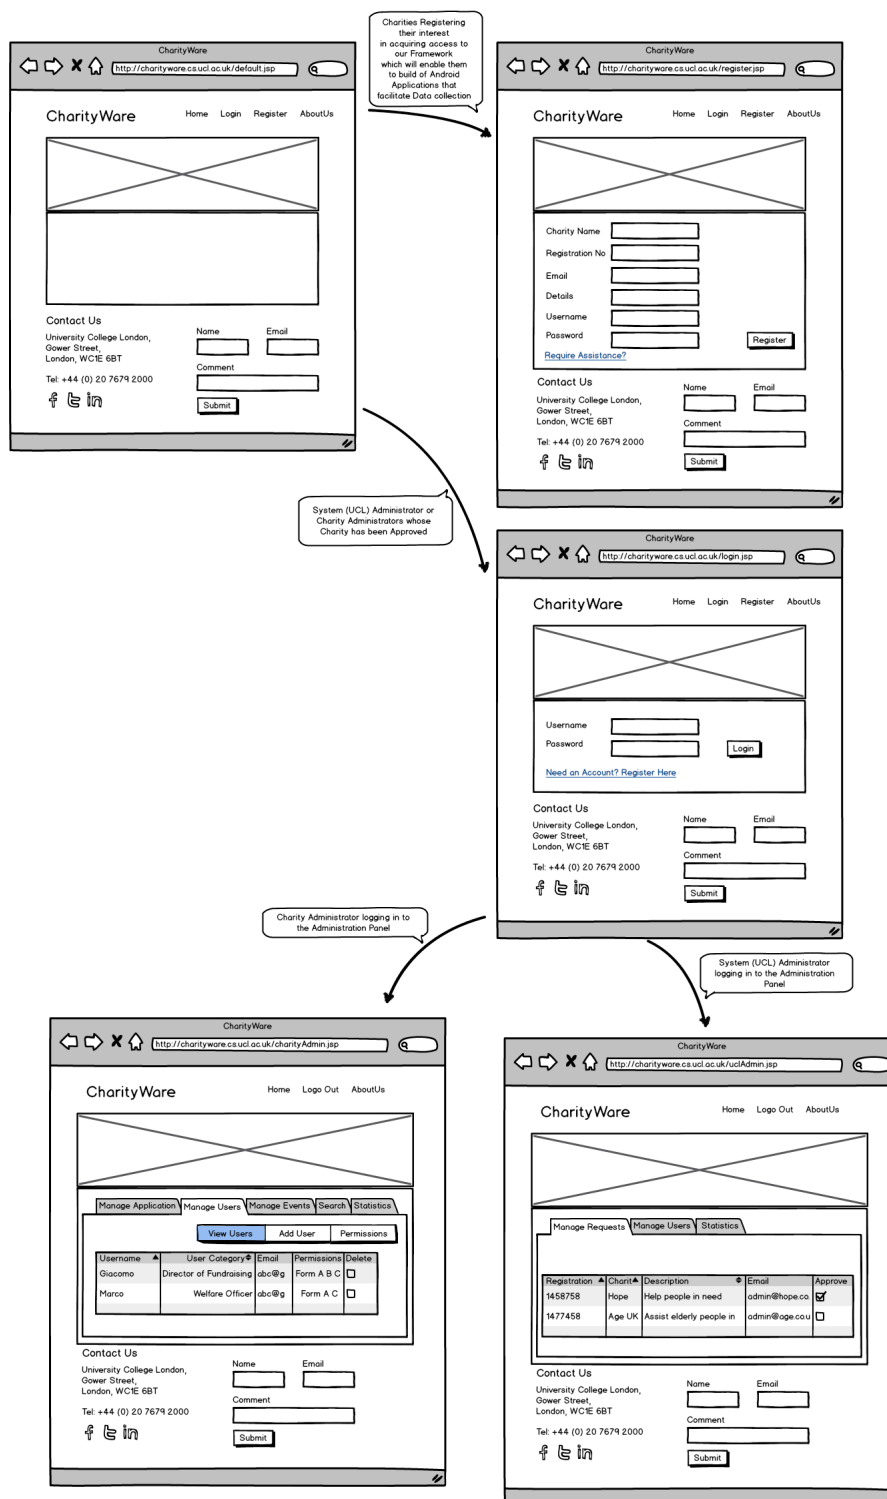 CharityWare
http://charityware.cs.ucl.ac.uk/default.jsp
CharityWare
Home Login Register AboutUs
Contact Us
University College London,
Gower Street,
London, WC1E 6BT
Tel: +44 (0) 20 7679 2000
Name Email
Comment
Submit
Charities Registering
their interest
in acquiring access to
our Framework
which will enable them
to build of Android
Applications that
facilitate Data collection
CharityWare
http://charityware.cs.ucl.ac.uk/register.jsp
CharityWare
Home Login Register AboutUs
Charity Name
Registration No
Email
Details
Username
Password
Register
Require Assistance?
Contact Us
University College London,
Gower Street,
London, WC1E 6BT
Tel: +44 (0) 20 7679 2000
Name Email
Comment
Submit
System (UCL) Administrator or
Charity Administrators whose
Charity has been Approved
CharityWare
http://charityware.cs.ucl.ac.uk/login.jsp
CharityWare
Home Login Register AboutUs
Username
Password
Login
Need an Account? Register Here
Contact Us
University College London,
Gower Street,
London, WC1E 6BT
Tel: +44 (0) 20 7679 2000
Name Email
Comment
Submit
Charity Administrator logging in to
the Administration Panel
System (UCL) Administrator
logging in to the Administration
Panel
CharityWare
http://charityware.cs.ucl.ac.uk/charityAdmin.jsp
CharityWare
Home Logo Out AboutUs
Manage Application Manage Users Manage Events Search Statistics
View Users Add User Permissions
Username User Category Email Permissions Delete
Giacomo Director of Fundraising abc@g Form A B C
Marco Welfare Officer abc@g Form A C
Contact Us
University College London,
Gower Street,
London, WC1E 6BT
Tel: +44 (0) 20 7679 2000
Name Email
Comment
Submit
CharityWare
http://charityware.cs.ucl.ac.uk/uclAdmin.jsp
CharityWare
Home Logo Out AboutUs
Manage Requests Manage Users Statistics
Registration Charit Description Email Approve
1458758 Hope Help people in need admin@hope.co.
1477458 Age UK Assist elderly people in admin@age.co.u
Contact Us
University College London,
Gower Street,
London, WC1E 6BT
Tel: +44 (0) 20 7679 2000
Name Email
Comment
Submit